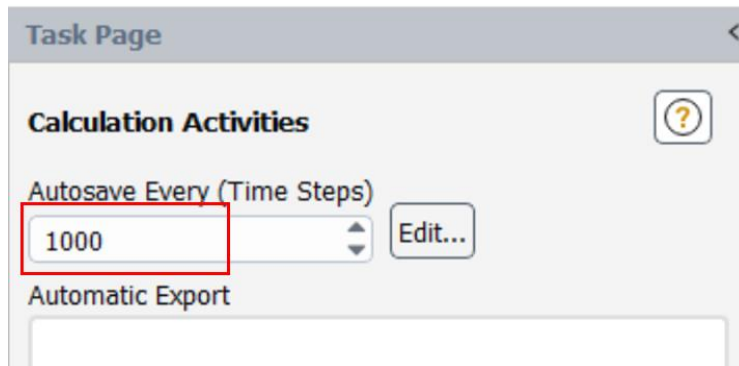 Task Page
Calculation Activities
?
Autosave Every (Time Steps)
1000
Edit...
Automatic Export